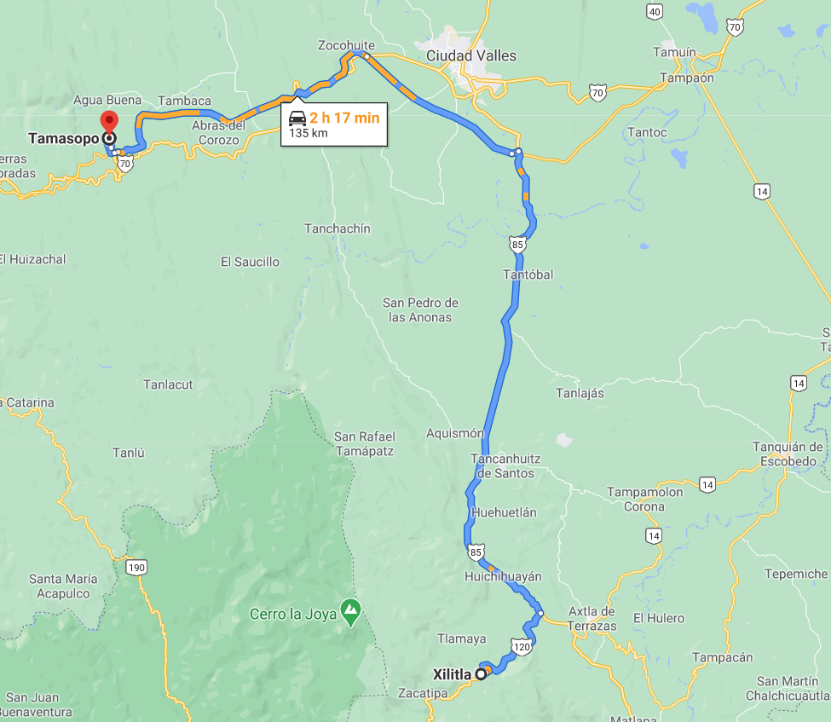 40
70
Zocohuite
Ciudad Valles
Tamuín
Tampaón
70
Agua Buena
Tambaca
2 h 17 min
135 km
Abras del
Corozo
Tamasopo
70
Tantoc
14
Tanchachín
85
El Huizachal
El Saucillo
Tantóbal
San Pedro de
las Anonas
14
Tanlacut
Tanlajás
a Catarina
San Rafael
Tamápatz
Aquismón
Tanquián de
Escobedo
Tanlú
Tancanhuitz
de Santos
14
Tampamolon
Corona
Huehuetlán
14
85
190
Santa María
Acapulco
Huichihuayán
Tepemiche
Cerro la Joya
Axtla de
Terrazas
El Hulero
Tlamaya
120
Tampacán
Xilitla
Zacatipa
San Martín
Chalchicuautla
San Juan
Buenaventura
Matlapa